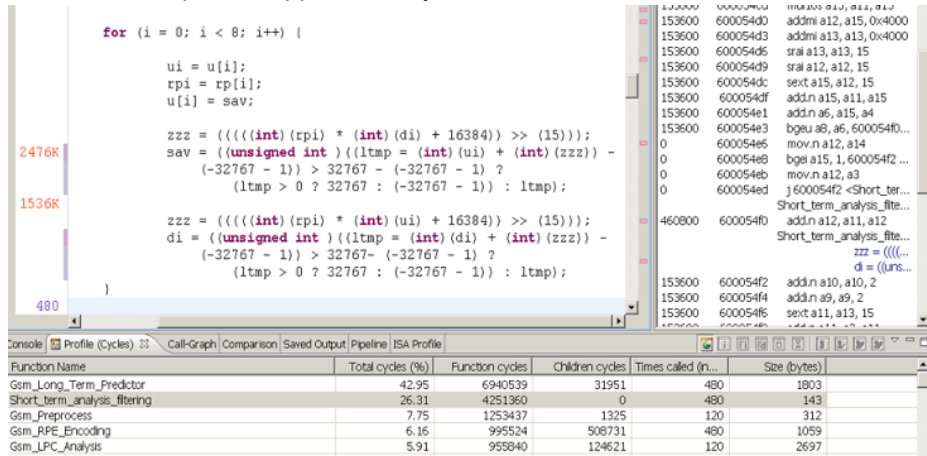 for (i = 0; i < 8; i++) {
ui = u[i];
rpi = rp[i];
u[i] = sav;
zzz = (((((int)(rpi) * (int)(di) + 16384)) >> (15)));
2476K sav = ((unsigned int )((ltmp = (int)(ui) + (int)(zzz)) -
(-32767 - 1)) > 32767 - (-32767 - 1) ?
(ltmp > 0 ? 32767 : (-32767 - 1)) : ltmp);
1536K
zzz = (((((int)(rpi) * (int)(ui) + 16384)) >> (15)));
di = ((unsigned int )((ltmp = (int)(di) + (int)(zzz)) -
(-32767 - 1)) > 32767- (-32767 - 1) ?
(ltmp > 0 ? 32767 : (-32767 - 1)) : ltmp);
}
480
153600 600054d0 addmi a12, a15, 0x4000
153600 600054d3 addmi a13, a13, 0x4000
153600 600054d6 srai a13, a13, 15
153600 600054d9 srai a12, a12, 15
153600 600054dc sext a15, a12, 15
153600 600054df add.n a15, a11, a15
153600 600054e1 add.n a6, a15, a4
153600 600054e3 bgeu a8, a6, 600054f0...
0 600054e6 mov.n a12, a14
0 600054e8 bgei a15, 1, 600054f2 ...
0 600054eb mov.n a12, a3
0 600054ed j 600054f2 <Short_ter...
Short_term_analysis_filte...
460800 600054f0 add.n a12, a11, a12
Short_term_analysis_filte...
zzz = ((((...
di = ((uns...
153600 600054f2 addi.n a10, a10, 2
153600 600054f4 addi.n a9, a9, 2
153600 600054f6 sext a11, a13, 15
Console Profile (Cycles) Call-Graph Comparison Saved Output Pipeline ISA Profile
Function Name Total cycles (%) Function cycles Children cycles Times called (in... Size (bytes)
Gsm_Long_Term_Predictor 42.95 6940539 31951 480 1803
Short_term_analysis_filtering 26.31 4251360 0 480 143
Gsm_Preprocess 7.75 1253437 1325 120 312
Gsm_RPE_Encoding 6.16 995524 508731 480 1059
Gsm_LPC_Analysis 5.91 955840 124621 120 2697